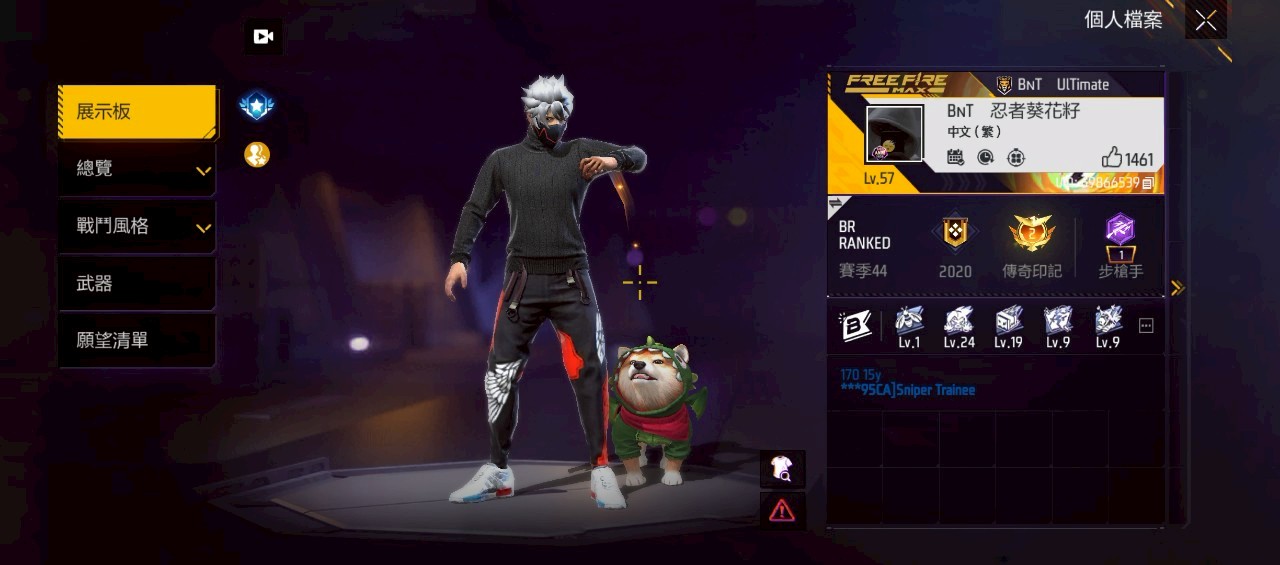 個人檔案
展示板
總覽
戰鬥風格
武器
願望清單
FREE FIRE
MAX
BNT UlTimate
BNT 忍者葵花籽
中文(繁)
1461
Lv.57
9866539
BR
RANKED
賽季44
2020
2
傳奇印記
1
步槍手
Lv.1
Lv.24
Lv.19
Lv.9
Lv.9
170 15y
***95CA]Sniper Trainee